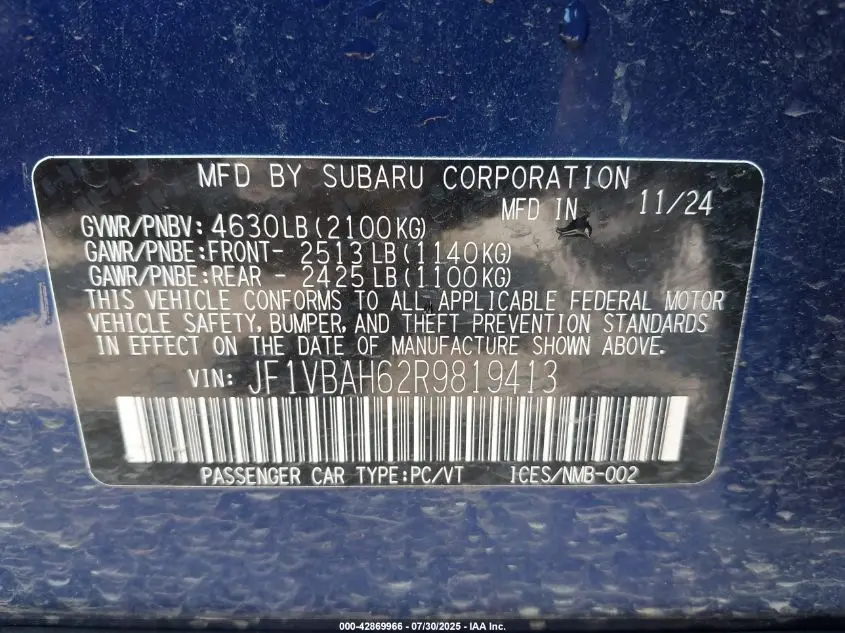 MFD BY SUBARU CORPORATION
MFD IN 11/24
GVWR/PNBV: 4630LB (2100KG)
GAWR/PNBE:FRONT- 2513LB (1140KG)
GAWR/PNBE:REAR - 2425LB (1100KG)
THIS VEHICLE CONFORMS TO ALL APPLICABLE FEDERAL MOTOR
VEHICLE SAFETY, BUMPER, AND THEFT PREVENTION STANDARDS
IN EFFECT ON THE DATE OF MANUFACTURE SHOWN ABOVE.
VIN: JF1VBAH62R9819413
PASSENGER CAR TYPE:PC/VT ICES/NMB-002
000-42869966 - 07/30/2025 - IAA Inc.